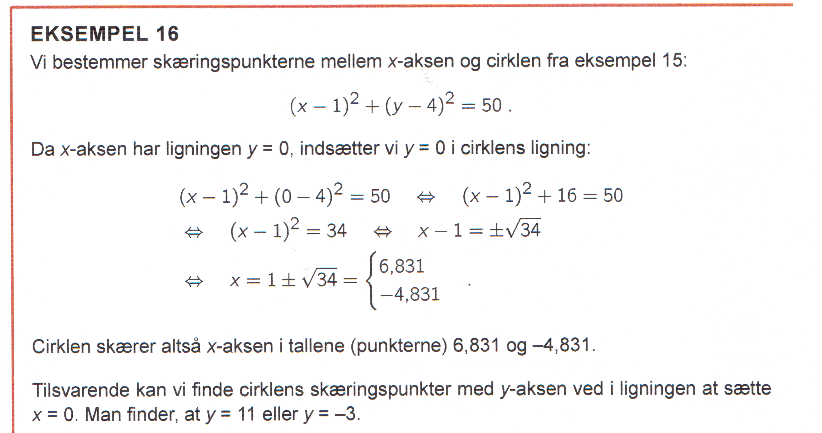 EKSEMPEL 16
Vi bestemmer skæringspunkterne mellem x-aksen og cirklen fra eksempel 15:
(x – 1)² + (y – 4)² = 50 .
Da x-aksen har ligningen y = 0, indsætter vi y = 0 i cirklens ligning:
(x – 1)² + (0 – 4)² = 50 ⇔ (x – 1)² + 16 = 50
⇔ (x – 1)² = 34 ⇔ x – 1 = ±√34
⇔ x = 1 ± √34 = { 6,831
–4,831 .
Cirklen skærer altså x-aksen i tallene (punkterne) 6,831 og –4,831.
Tilsvarende kan vi finde cirklens skæringspunkter med y-aksen ved i ligningen at sætte
x = 0. Man finder, at y = 11 eller y = –3.